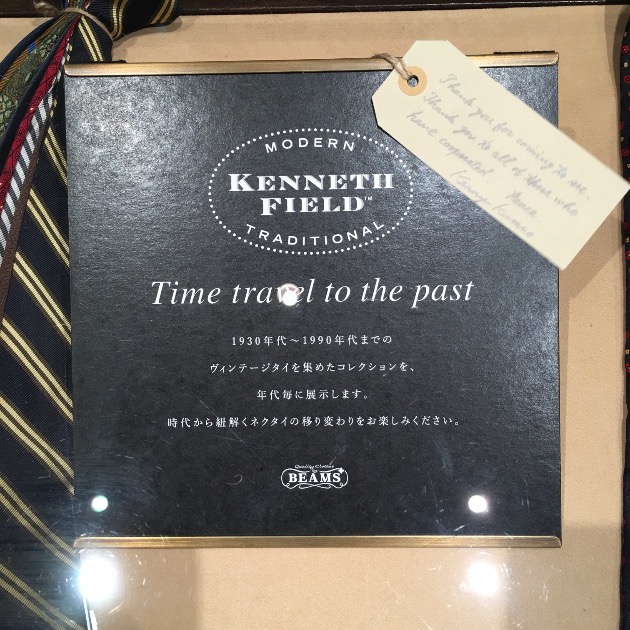 MODERN
KENNETH
FIELD™
TRADITIONAL
Time travel to the past
1930年代〜1990年代までの
ヴィンテージタイを集めたコレクションを、
年代毎に展示します。
時代から紐解くネクタイの移り変わりをお楽しみください。
Quality Clothes
BEAMS
Thank you for coming to see.
Thank you to all of those who
have cooperated.